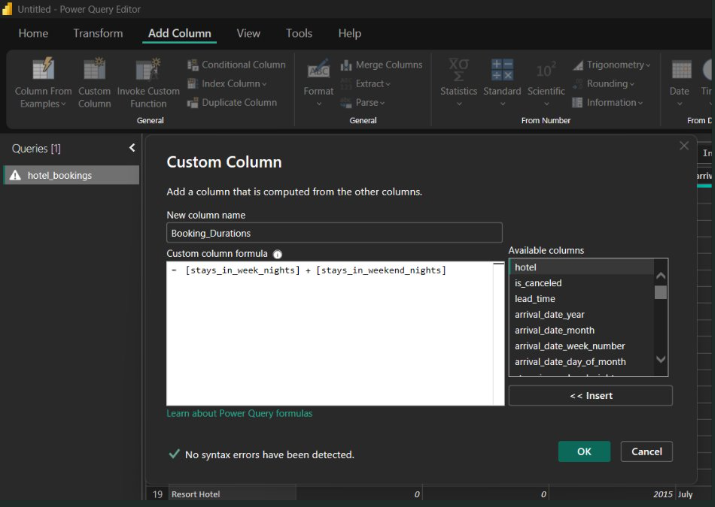 Untitled - Power Query Editor
Home Transform Add Column View Tools Help
Column From Examples
Custom Column
Invoke Custom Function
Conditional Column
Index Column
Duplicate Column
General
Format
Merge Columns
Extract
Parse
General
Statistics
Standard
10²
Scientific
Trigonometry
Rounding
Information
From Number
Date
Queries [1]
hotel_bookings
Custom Column
Add a column that is computed from the other columns.
New column name
Booking_Durations
Custom column formula
= [stays_in_week_nights] + [stays_in_weekend_nights]
Available columns
hotel
is_canceled
lead_time
arrival_date_year
arrival_date_month
arrival_date_week_number
arrival_date_day_of_month
<< Insert
Learn about Power Query formulas
No syntax errors have been detected.
OK
Cancel
19 Resort Hotel 0 0 2015 July